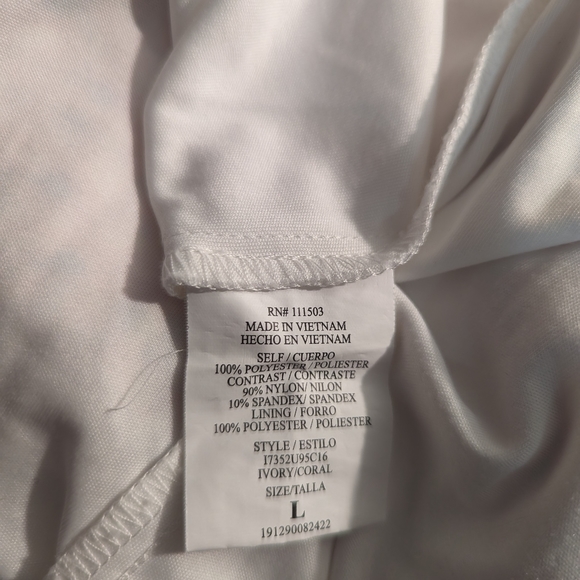 RN# 111503
MADE IN VIETNAM
HECHO EN VIETNAM
SELF / CUERPO
100% POLYESTER / POLIESTER
CONTRAST / CONTRASTE
90% NYLON/ NILON
10% SPANDEX/ SPANDEX
LINING / FORRO
100% POLYESTER / POLIESTER
STYLE / ESTILO
I7352U95C16
IVORY/CORAL
SIZE/TALLA
L
191290082422